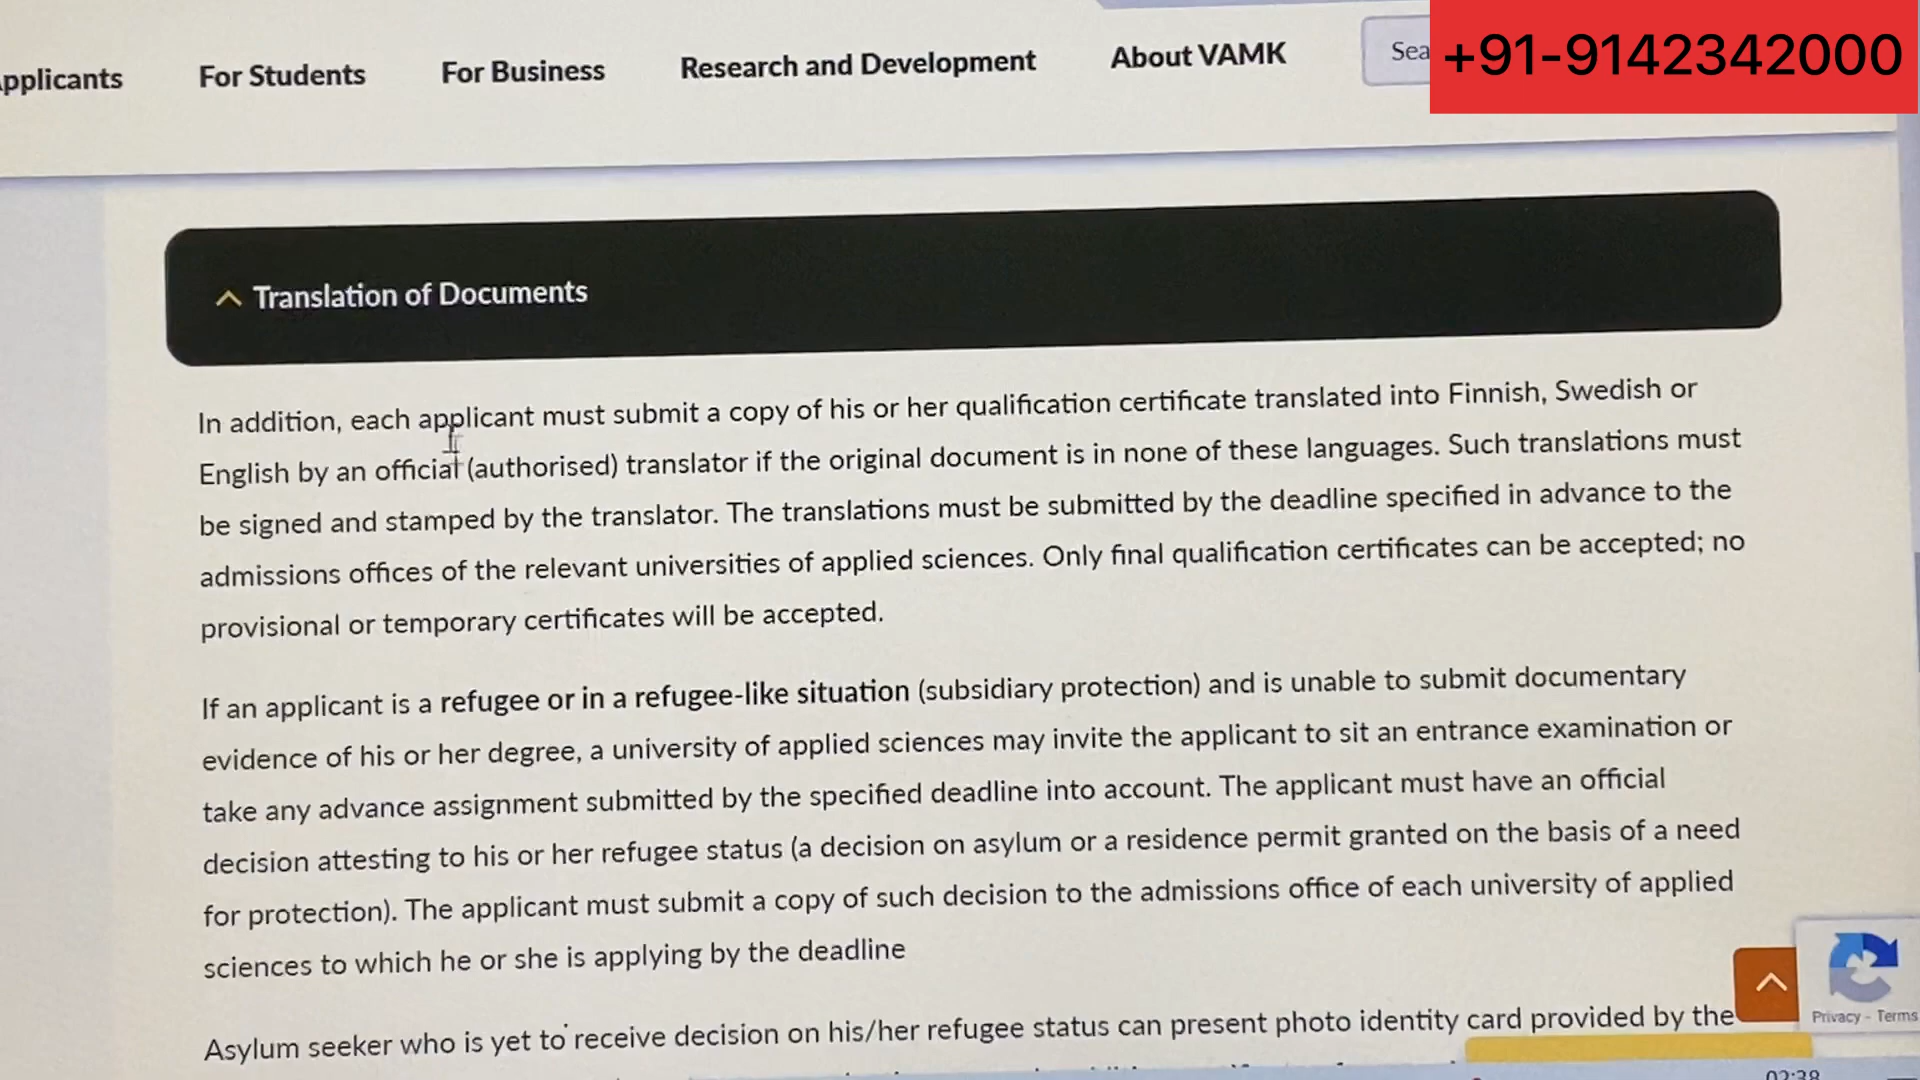 pplicants
For Students
For Business
Research and Development
About VAMK
Sea
+91-9142342000
Translation of Documents
In addition, each applicant must submit a copy of his or her qualification certificate translated into Finnish, Swedish or
English by an official (authorised) translator if the original document is in none of these languages. Such translations must
be signed and stamped by the translator. The translations must be submitted by the deadline specified in advance to the
admissions offices of the relevant universities of applied sciences. Only final qualification certificates can be accepted; no
provisional or temporary certificates will be accepted.
If an applicant is a refugee or in a refugee-like situation (subsidiary protection) and is unable to submit documentary
evidence of his or her degree, a university of applied sciences may invite the applicant to sit an entrance examination or
take any advance assignment submitted by the specified deadline into account. The applicant must have an official
decision attesting to his or her refugee status (a decision on asylum or a residence permit granted on the basis of a need
for protection). The applicant must submit a copy of such decision to the admissions office of each university of applied
sciences to which he or she is applying by the deadline
Asylum seeker who is yet to receive decision on his/her refugee status can present photo identity card provided by the
Privacy - Terms
02:38